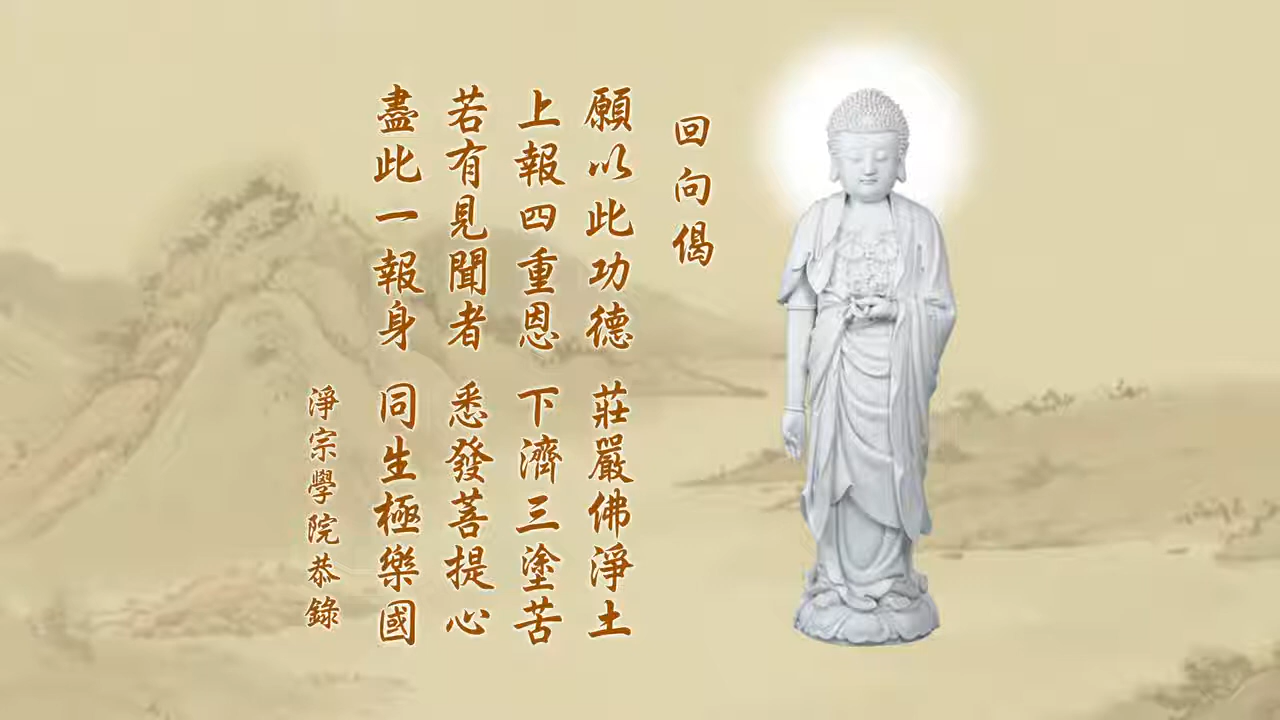 回向偈
願以此功德 莊嚴佛淨土
上報四重恩 下濟三塗苦
若有見聞者 悉發菩提心
盡此一報身 同生極樂國
淨宗學院恭錄